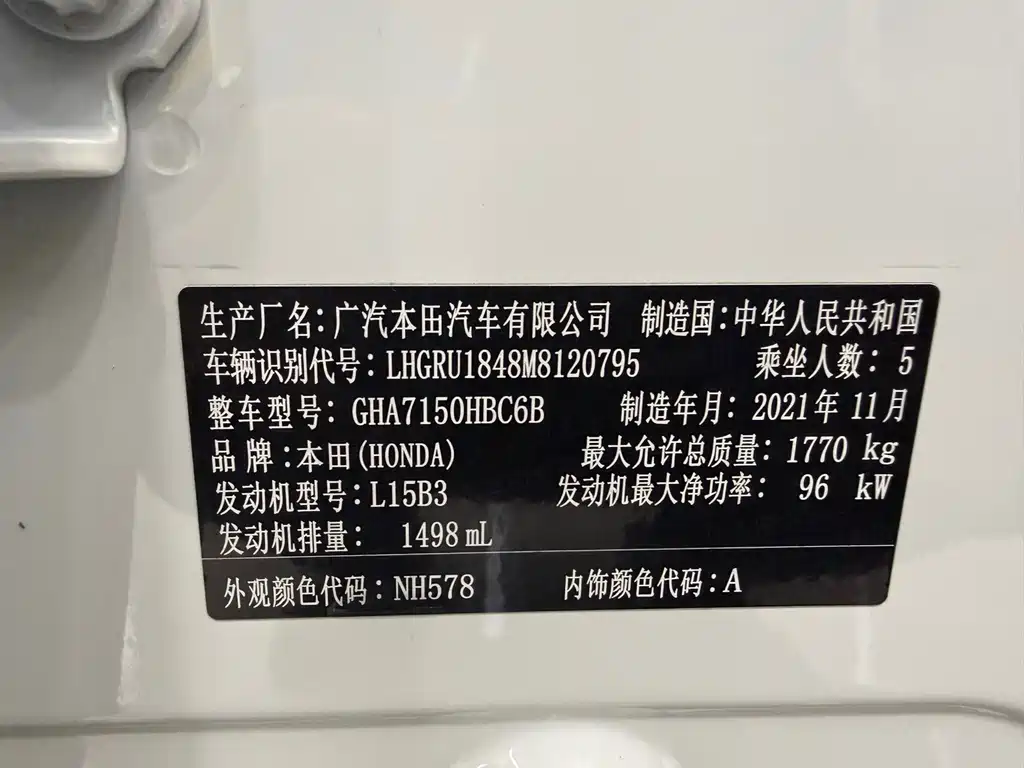 生产厂名：广汽本田汽车有限公司 制造国：中华人民共和国
车辆识别代号：LHGRU1848M8120795 乘坐人数：5
整车型号：GHA7150HBC6B 制造年月：2021年11月
品牌：本田(HONDA) 最大允许总质量：1770 kg
发动机型号：L15B3 发动机最大净功率：96 kW
发动机排量：1498 mL
外观颜色代码：NH578 内饰颜色代码：A